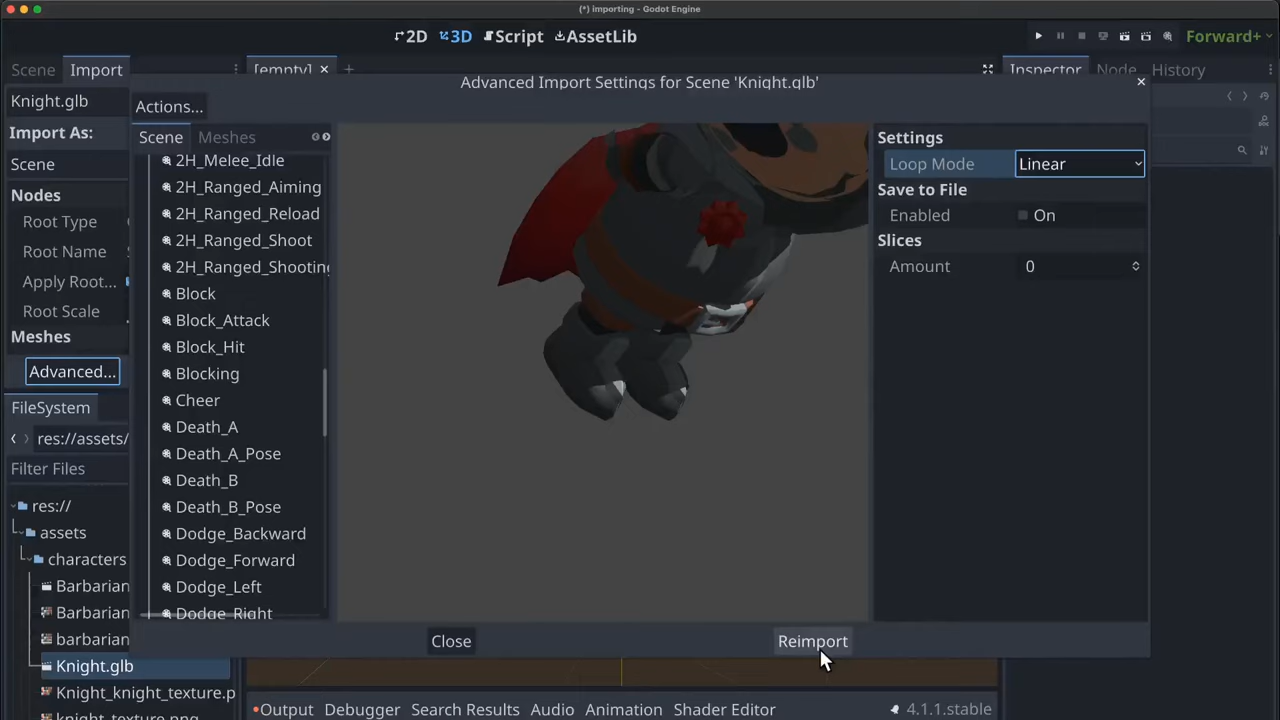 (*) importing - Godot Engine
2D 3D Script AssetLib
Forward+
Scene Import
[empty]
Inspector Node History
Knight.glb
Advanced Import Settings for Scene 'Knight.glb'
Import As:
Scene
Nodes
Root Type
Root Name
Apply Root...
Root Scale
Meshes
Advanced...
FileSystem
res://assets/
Filter Files
res://
assets
characters
Barbarian
Barbarian
barbarian
Knight.glb
Knight_knight_texture.p
knight_texture.png
Actions...
Scene Meshes
2H_Melee_Idle
2H_Ranged_Aiming
2H_Ranged_Reload
2H_Ranged_Shoot
2H_Ranged_Shooting
Block
Block_Attack
Block_Hit
Blocking
Cheer
Death_A
Death_A_Pose
Death_B
Death_B_Pose
Dodge_Backward
Dodge_Forward
Dodge_Left
Dodge_Right
Settings
Loop Mode Linear
Save to File
Enabled On
Slices
Amount 0
Close Reimport
Output Debugger Search Results Audio Animation Shader Editor 4.1.1.stable